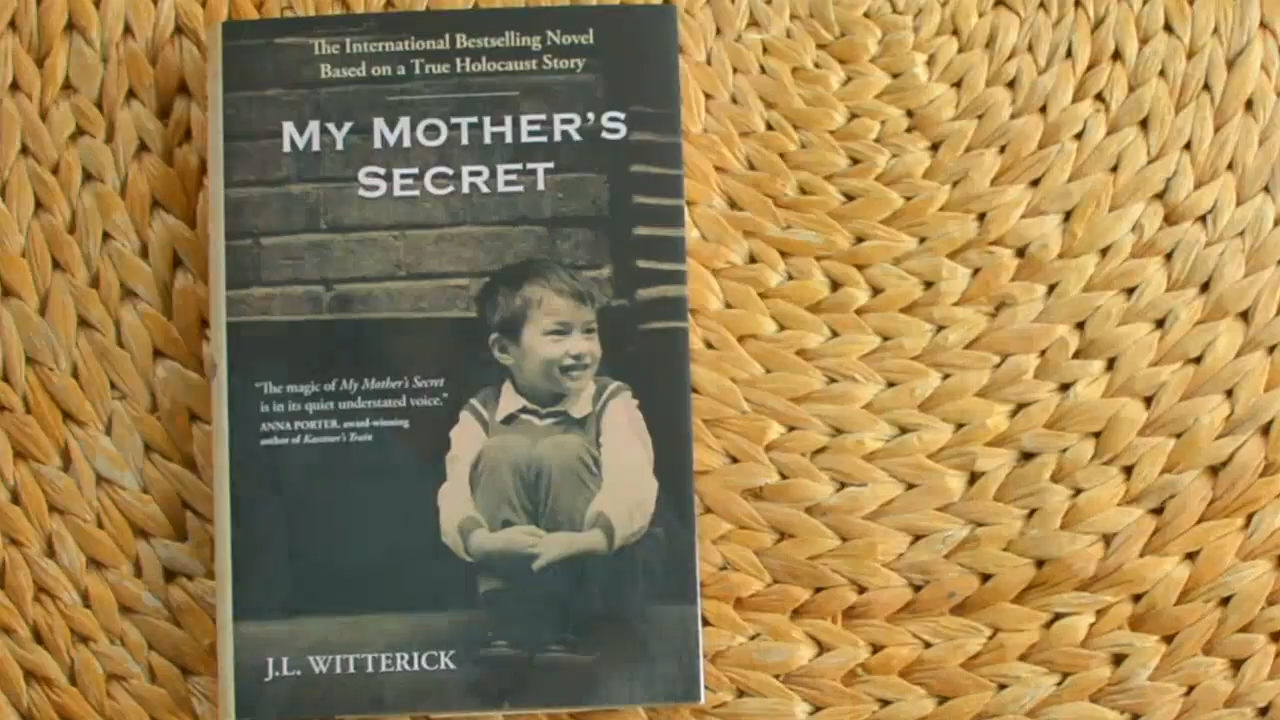 The International Bestselling Novel
Based on a True Holocaust Story
MY MOTHER'S
SECRET
"The magic of My Mother's Secret
is in its quiet understated voice."
ANNA PORTER, award-winning
author of Kasztner's Train
J.L. WITTERICK